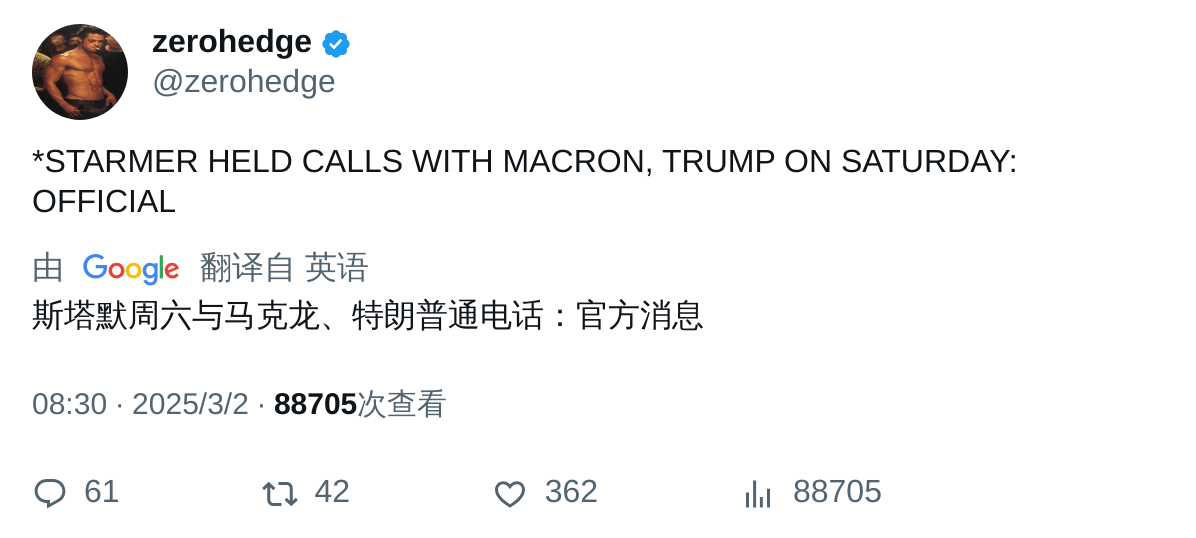 zerohedge
@zerohedge
*STARMER HELD CALLS WITH MACRON, TRUMP ON SATURDAY:
OFFICIAL
由 Google 翻译自 英语
斯塔默周六与马克龙、特朗普通电话：官方消息
08:30 · 2025/3/2 · 88705次查看
61 42 362 88705